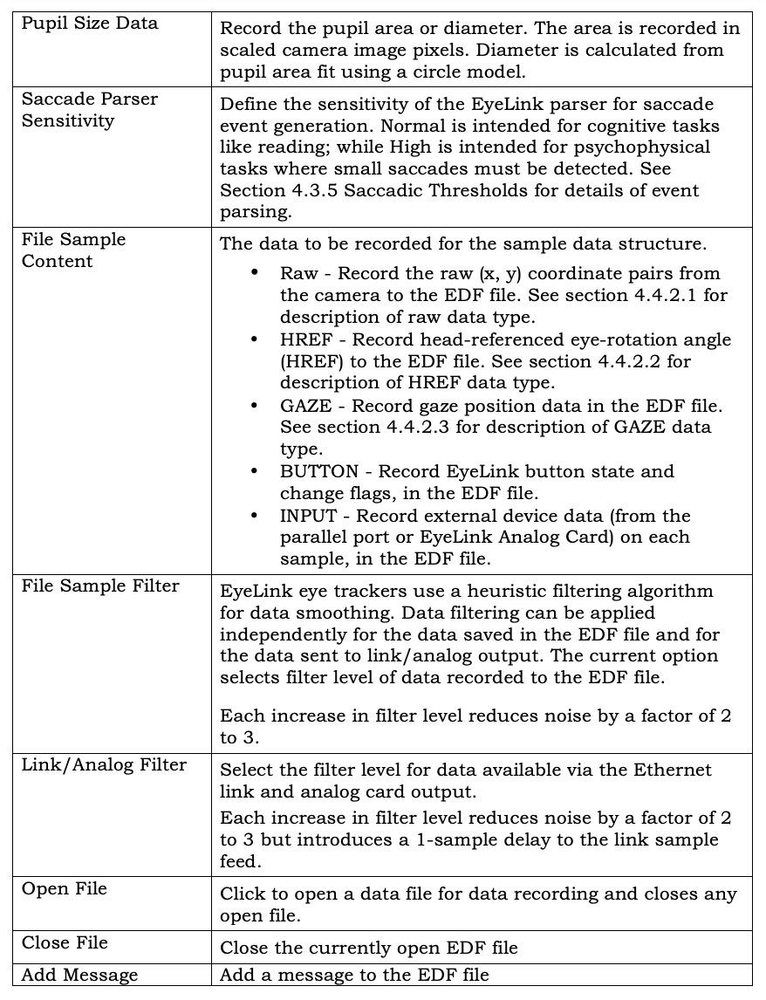 Pupil Size Data
Record the pupil area or diameter. The area is recorded in
scaled camera image pixels. Diameter is calculated from
pupil area fit using a circle model.
Saccade Parser
Sensitivity
Define the sensitivity of the EyeLink parser for saccade
event generation. Normal is intended for cognitive tasks
like reading; while High is intended for psychophysical
tasks where small saccades must be detected. See
Section 4.3.5 Saccadic Thresholds for details of event
parsing.
File Sample
Content
The data to be recorded for the sample data structure.
• Raw - Record the raw (x, y) coordinate pairs from
the camera to the EDF file. See section 4.4.2.1 for
description of raw data type.
• HREF - Record head-referenced eye-rotation angle
(HREF) to the EDF file. See section 4.4.2.2 for
description of HREF data type.
• GAZE - Record gaze position data in the EDF file.
See section 4.4.2.3 for description of GAZE data
type.
• BUTTON - Record EyeLink button state and
change flags, in the EDF file.
• INPUT - Record external device data (from the
parallel port or EyeLink Analog Card) on each
sample, in the EDF file.
File Sample Filter
EyeLink eye trackers use a heuristic filtering algorithm
for data smoothing. Data filtering can be applied
independently for the data saved in the EDF file and for
the data sent to link/analog output. The current option
selects filter level of data recorded to the EDF file.
Each increase in filter level reduces noise by a factor of 2
to 3.
Link/Analog Filter
Select the filter level for data available via the Ethernet
link and analog card output.
Each increase in filter level reduces noise by a factor of 2
to 3 but introduces a 1-sample delay to the link sample
feed.
Open File
Click to open a data file for data recording and closes any
open file.
Close File
Close the currently open EDF file
Add Message
Add a message to the EDF file